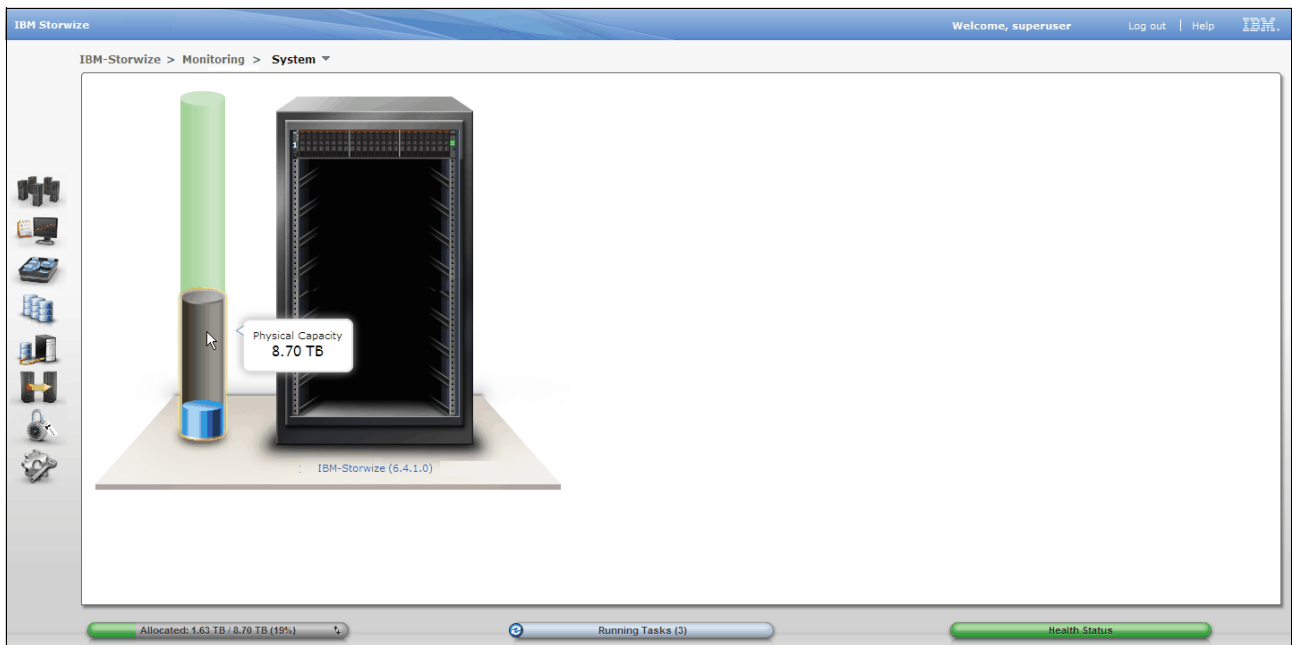 IBM Storwize
Welcome, superuser
Log out | Help
IBM.
IBM-Storwize > Monitoring > System
1
Physical Capacity
8.70 TB
IBM-Storwize (6.4.1.0)
Allocated: 1.63 TB / 8.70 TB (19%)
Running Tasks (3)
Health Status